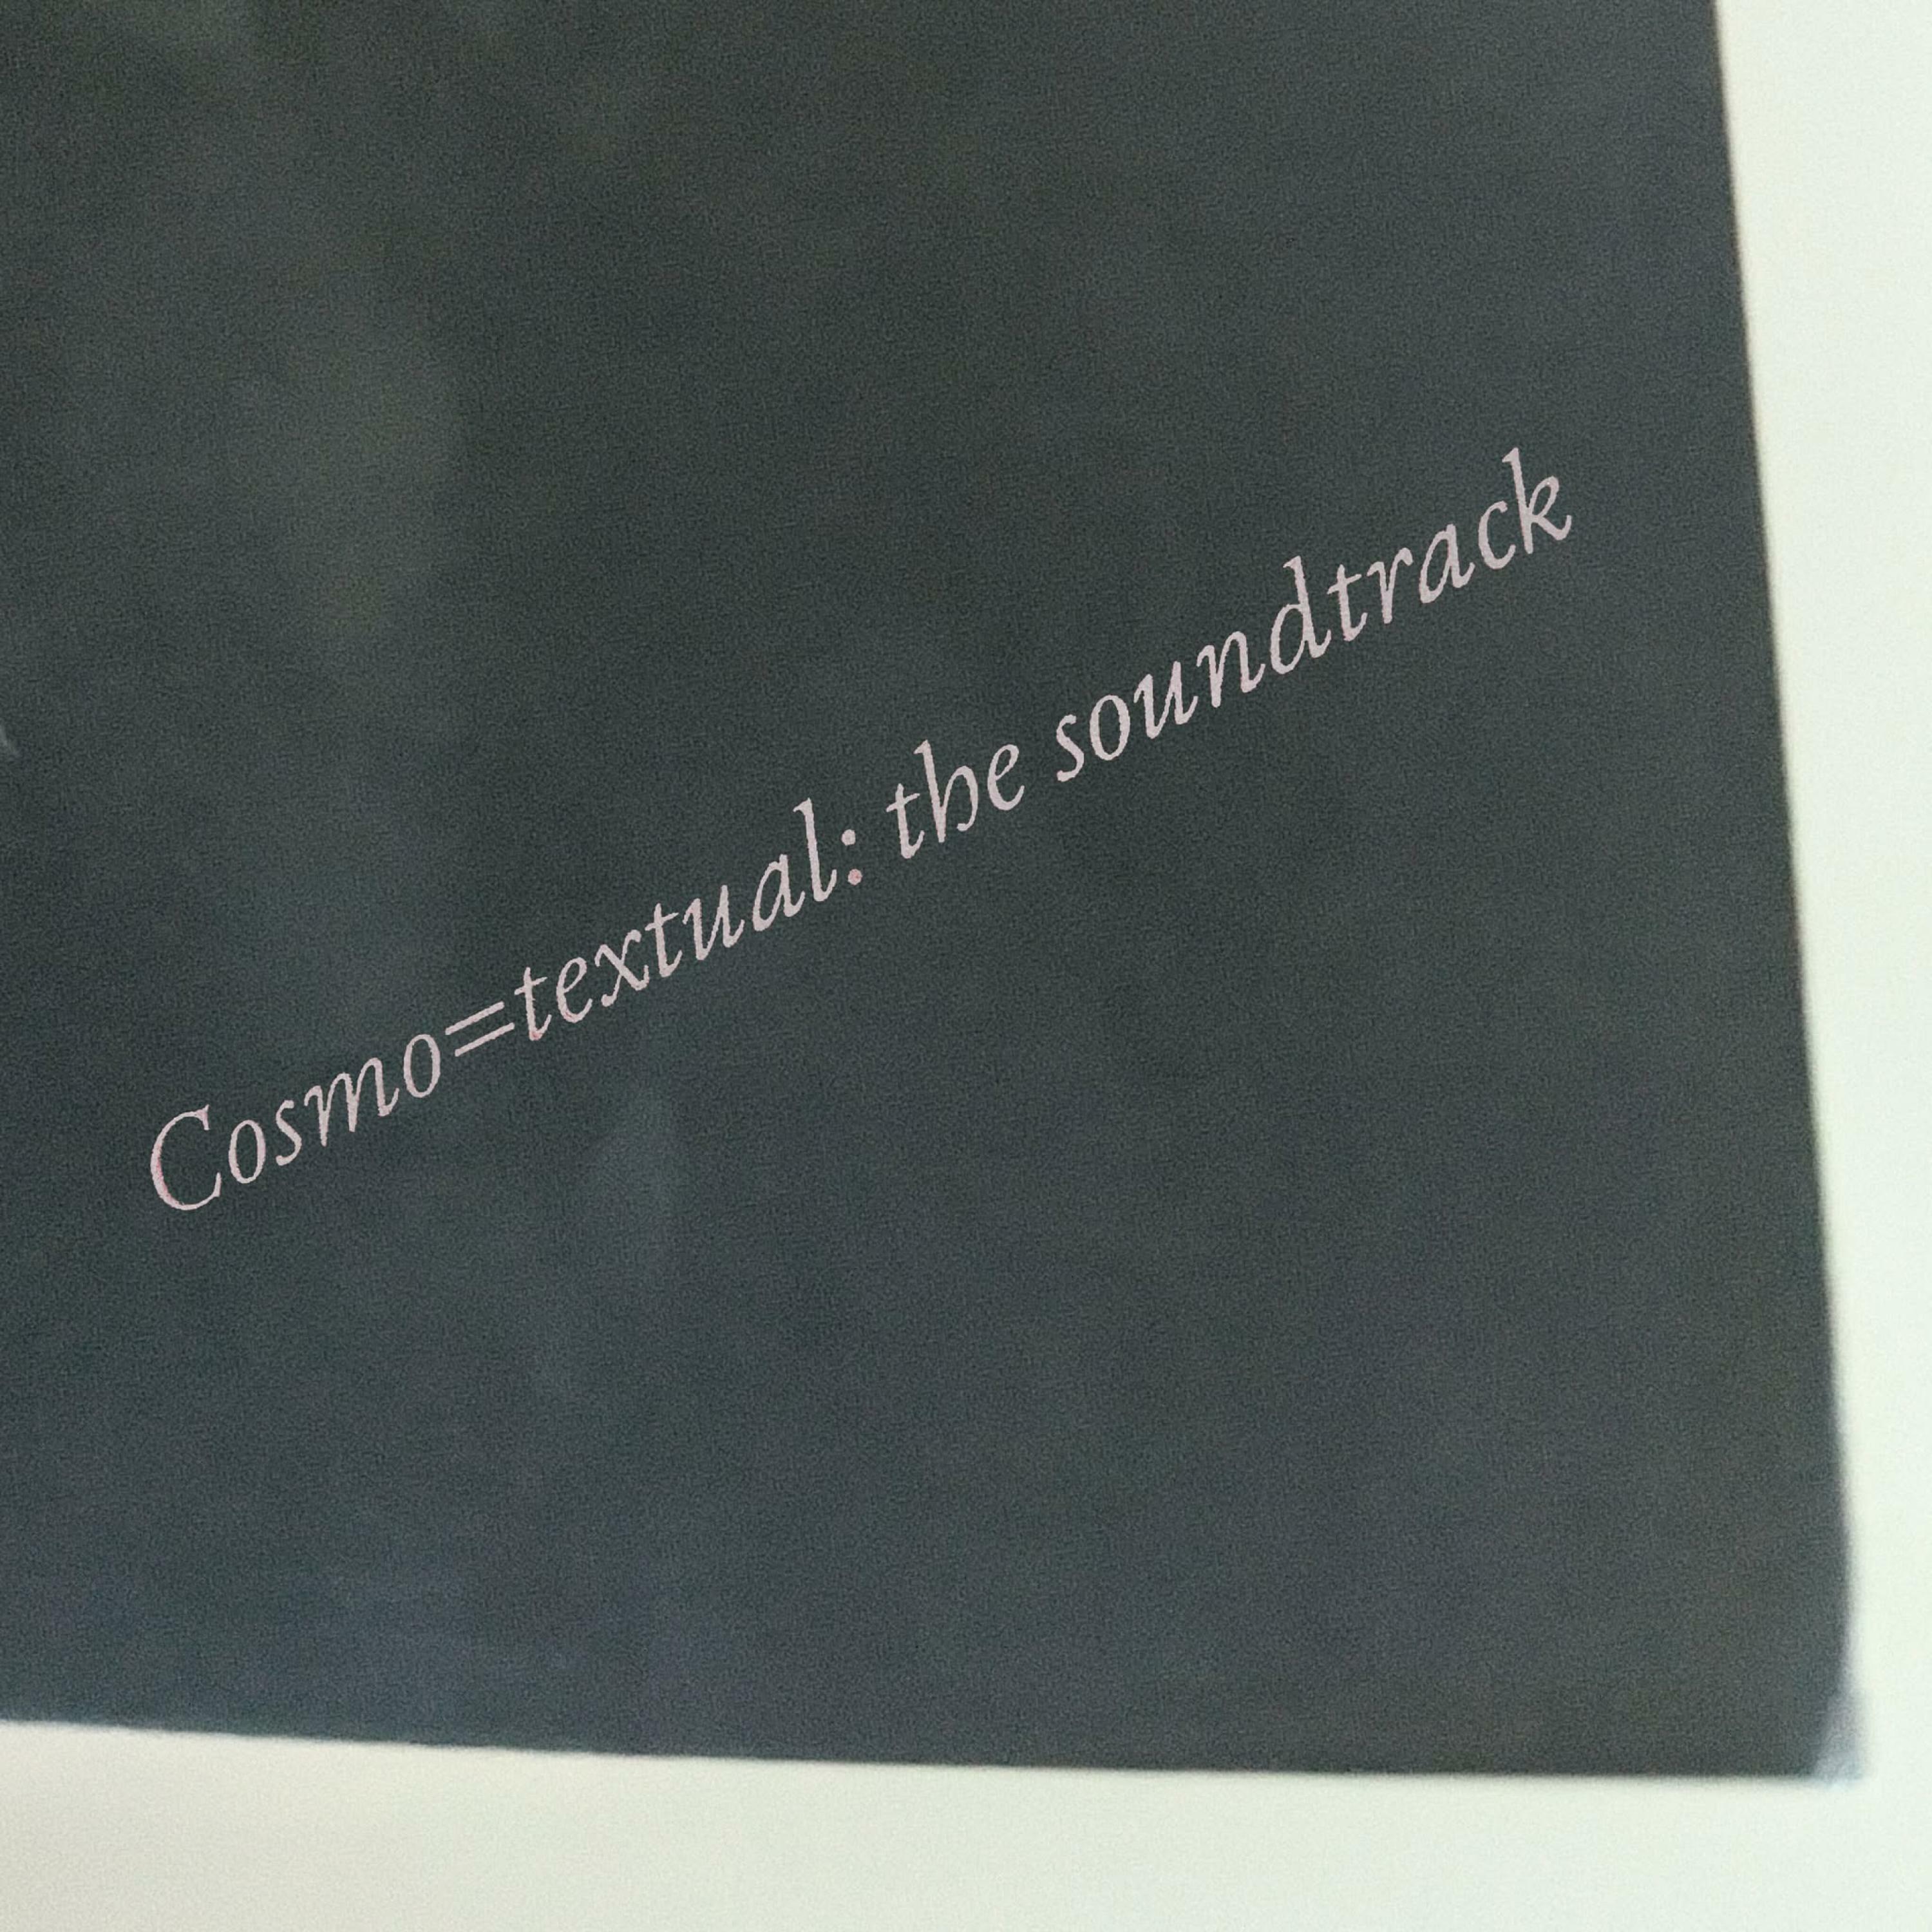 Cosmo=textual: the soundtrack